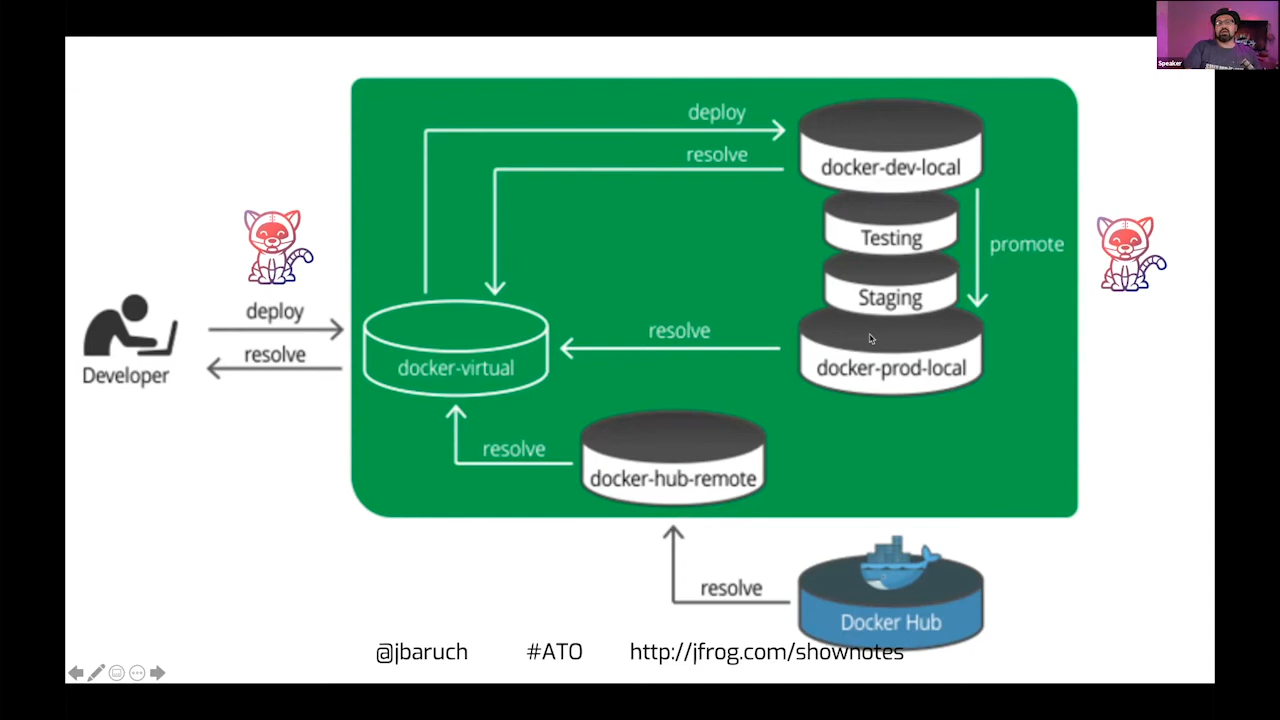 Speaker
deploy
resolve
docker-dev-local
Testing
promote
Staging
deploy
resolve
Developer
docker-virtual
resolve
docker-prod-local
resolve
docker-hub-remote
resolve
Docker Hub
@jbaruch #ATO http://jfrog.com/shownotes